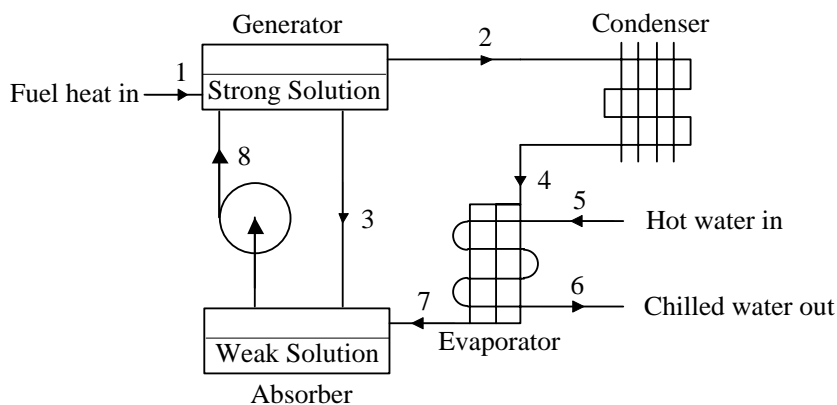 Generator
2
Condenser
1
Fuel heat in
Strong Solution
8
4
5
3
Hot water in
6
7
Chilled water out
Weak Solution
Evaporator
Absorber